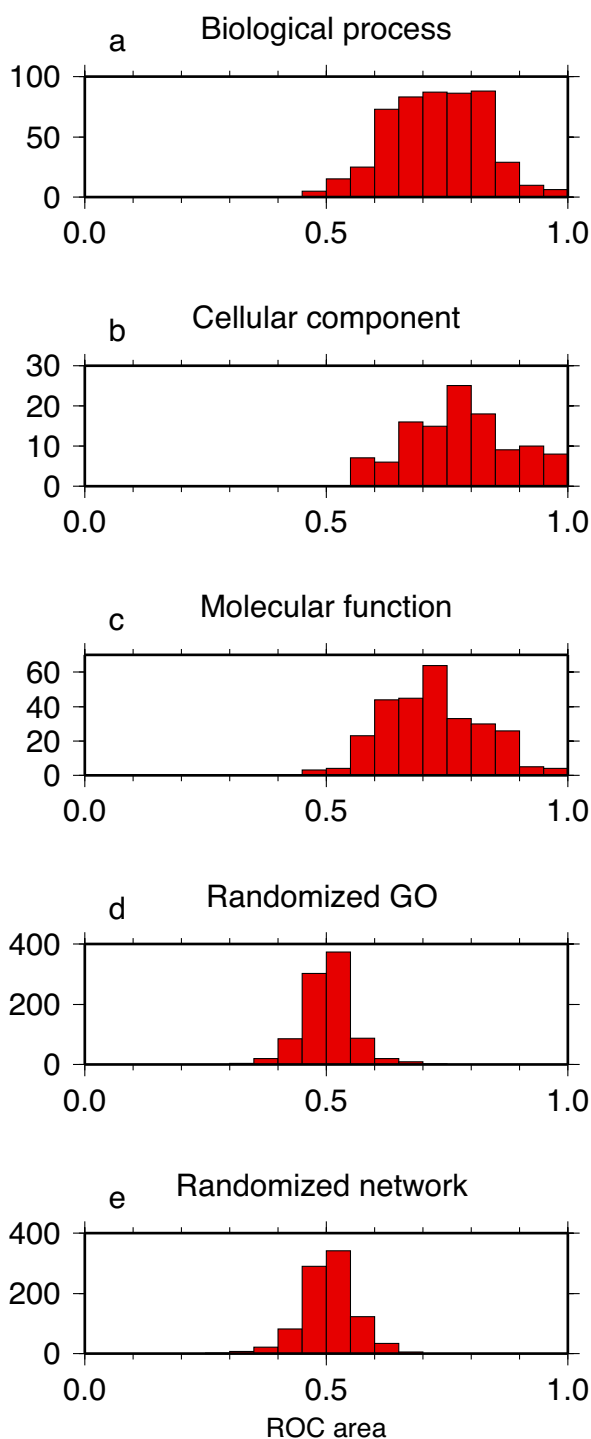 a Biological process
100
50
0
0.0 0.5 1.0
b Cellular component
30
20
10
0
0.0 0.5 1.0
c Molecular function
60
40
20
0
0.0 0.5 1.0
d Randomized GO
400
200
0
0.0 0.5 1.0
e Randomized network
400
200
0
0.0 0.5 1.0
ROC area